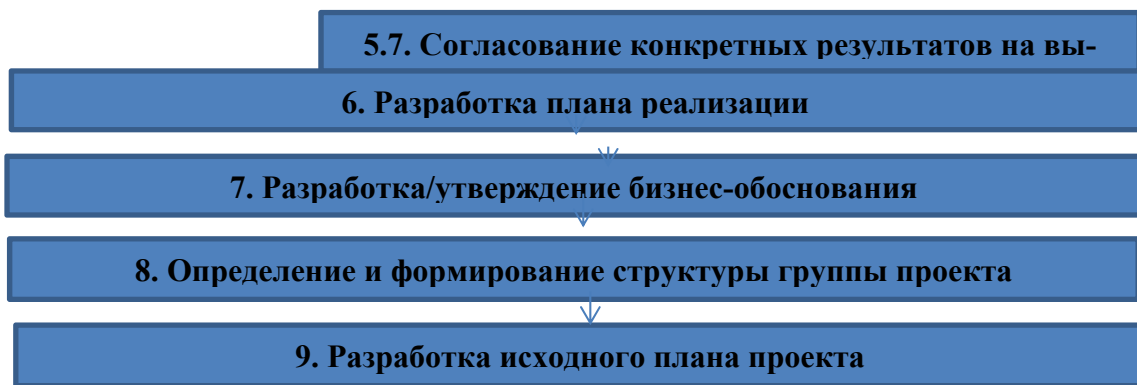 5.7. Согласование конкретных результатов на вы-
6. Разработка плана реализации
7. Разработка/утверждение бизнес-обоснования
8. Определение и формирование структуры группы проекта
9. Разработка исходного плана проекта